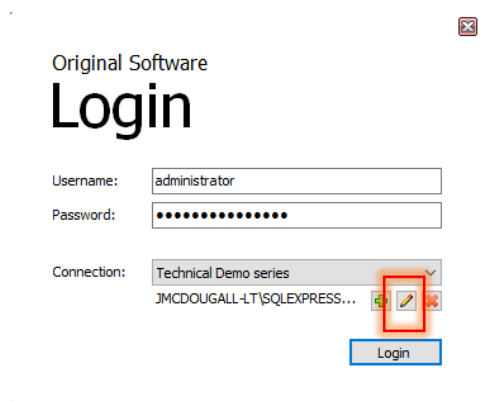 Original Software
Login
Username: administrator
Password: •••••••••••••••
Connection: Technical Demo series
JMCDOUGALL-LT\SQLEXPRESS...
Login